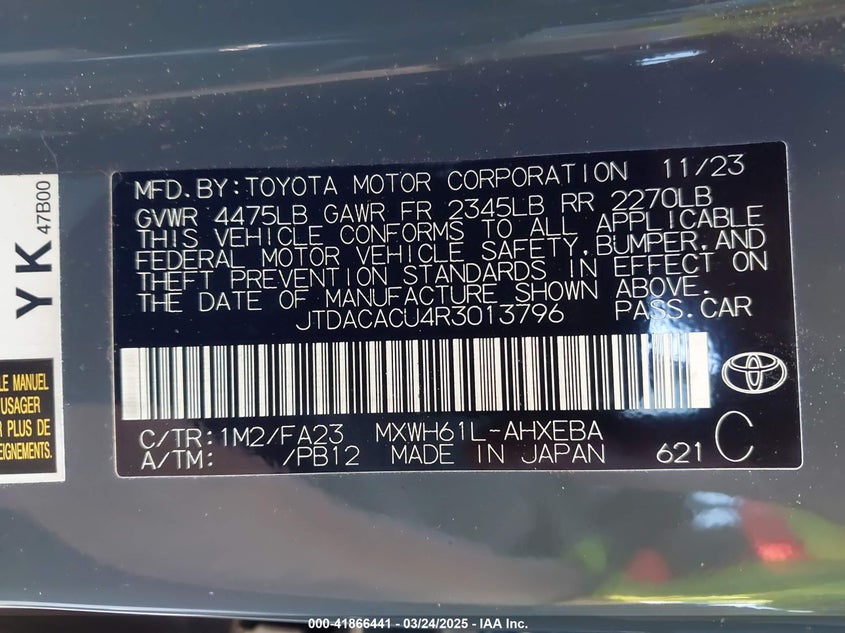 MFD. BY: TOYOTA MOTOR CORPORATION 11/23
GVWR 4475LB GAWR FR 2345LB RR 2270LB
THIS VEHICLE CONFORMS TO ALL APPLICABLE
FEDERAL MOTOR VEHICLE SAFETY, BUMPER, AND
THEFT PREVENTION STANDARDS IN EFFECT ON
THE DATE OF MANUFACTURE SHOWN ABOVE.
JTDACACU4R3013796 PASS. CAR
C/TR: 1M2/FA23 MXWH61L-AHXEBA
A/TM: /PB12 MADE IN JAPAN 621 C
YK
47B00
LE MANUEL
USAGER
R PLUS DE
EIGNEMENTS.
000-41866441 - 03/24/2025 - IAA Inc.